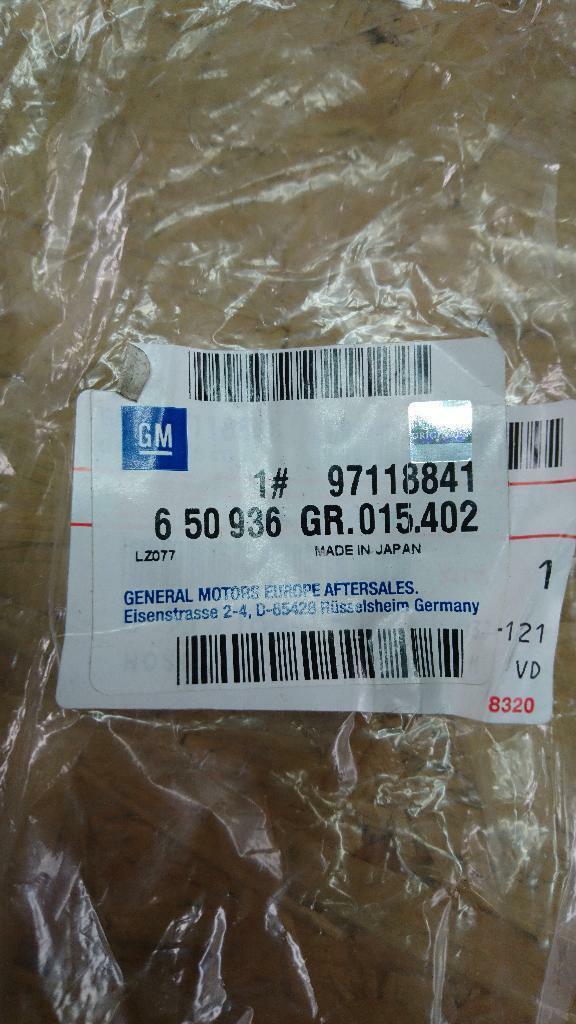 GM
1# 97118841
6 50 936 GR.015.402
LZ077 MADE IN JAPAN
GENERAL MOTORS EUROPE AFTERSALES.
Eisenstrasse 2-4, D-65428 Rüsselsheim Germany
1
-121
VD
8320